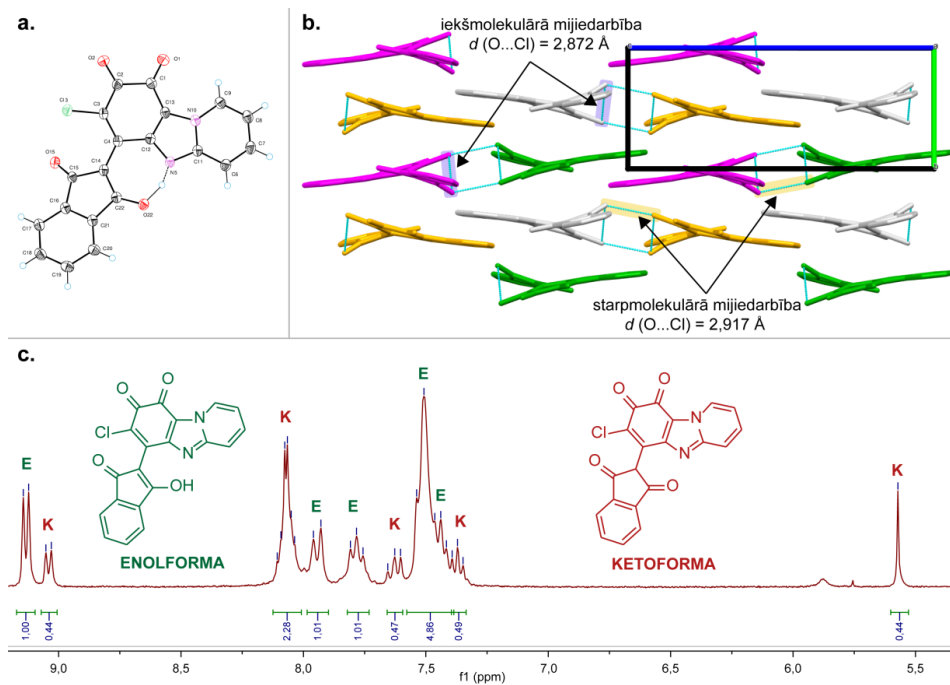 a.
O2
O1
C2
C1
Cl3
C3
C13
N10
C9
C4
C12
C8
O15
C15
C14
N5
C11
C7
C6
C16
C22
O22
C17
C21
C18
C20
C19
b.
iekšmolekulārā mijiedarbība
d (O...Cl) = 2,872 Å
starpmolekulārā mijiedarbība
d (O...Cl) = 2,917 Å
c.
O
O
Cl
N
N
O
OH
ENOLFORMA
O
O
Cl
N
N
O
O
KETOFORMA
E
K
K
E
E
K
E
E
K
K
1,00
0,44
2,28
1,01
1,01
0,47
4,86
0,49
0,44
9,0
8,5
8,0
7,5
7,0
6,5
6,0
5,5
f1 (ppm)